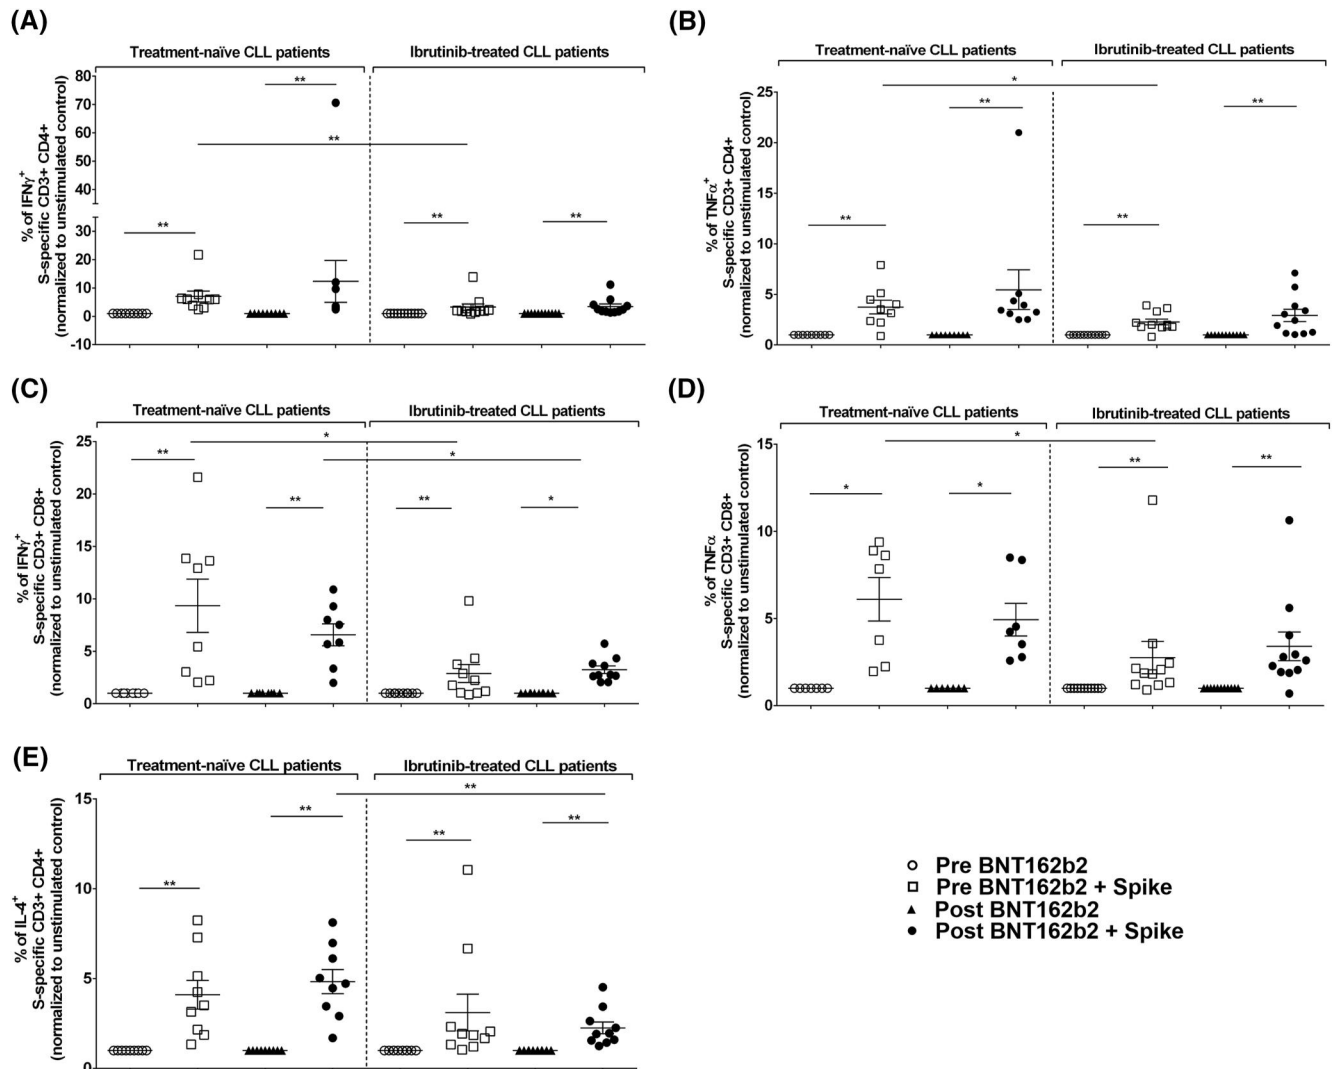 (A)
Treatment-naïve CLL patients
Ibrutinib-treated CLL patients
% of IFNγ+
S-specific CD3+ CD4+
(normalized to unstimulated control)
80
70
60
50
40
30
20
10
0
-10
**
**
**
**
**
(B)
Treatment-naïve CLL patients
Ibrutinib-treated CLL patients
% of TNFα+
S-specific CD3+ CD4+
(normalized to unstimulated control)
25
20
15
10
5
0
*
**
**
**
**
(C)
Treatment-naïve CLL patients
Ibrutinib-treated CLL patients
% of IFNγ+
S-specific CD3+ CD8+
(normalized to unstimulated control)
25
20
15
10
5
0
*
**
*
**
**
*
(D)
Treatment-naïve CLL patients
Ibrutinib-treated CLL patients
% of TNFα
S-specific CD3+ CD8+
(normalized to unstimulated control)
15
10
5
0
*
*
*
**
**
(E)
Treatment-naïve CLL patients
Ibrutinib-treated CLL patients
% of IL-4+
S-specific CD3+ CD4+
(normalized to unstimulated control)
15
10
5
0
**
**
**
**
**
Pre BNT162b2
Pre BNT162b2 + Spike
Post BNT162b2
Post BNT162b2 + Spike